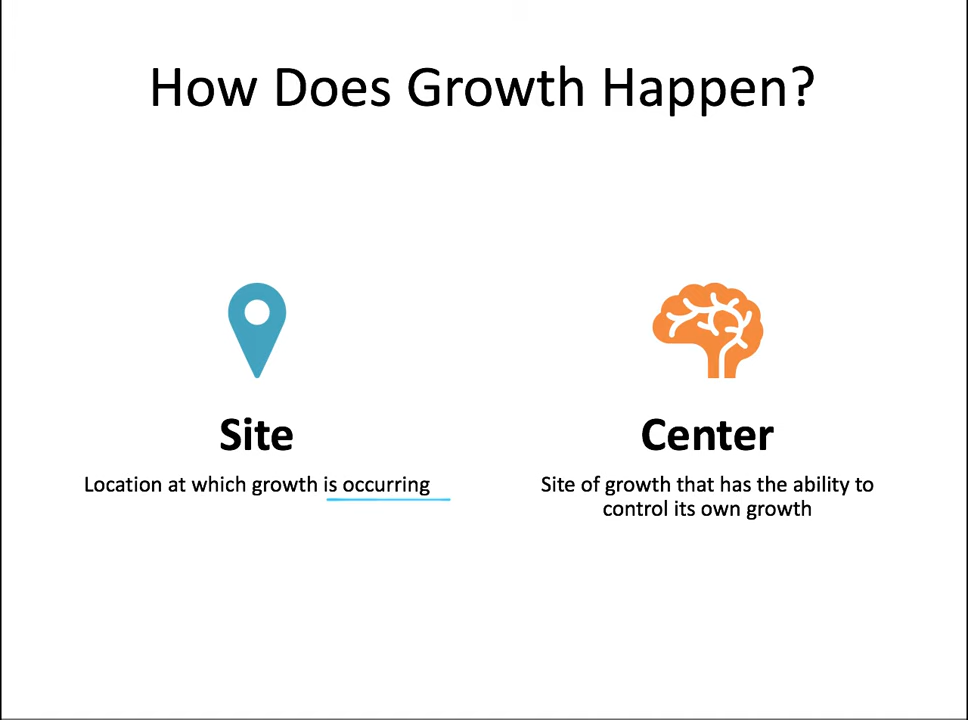 How Does Growth Happen?
Site
Location at which growth is occurring
Center
Site of growth that has the ability to
control its own growth